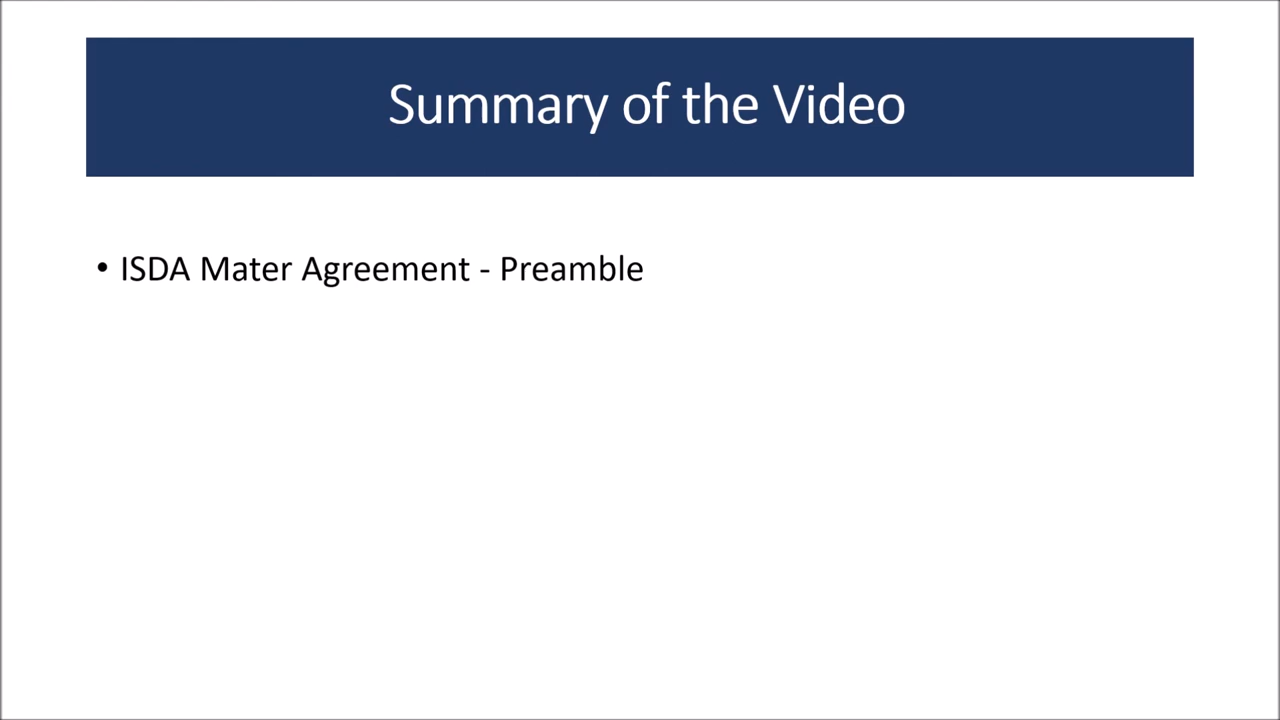 Summary of the Video
• ISDA Mater Agreement - Preamble